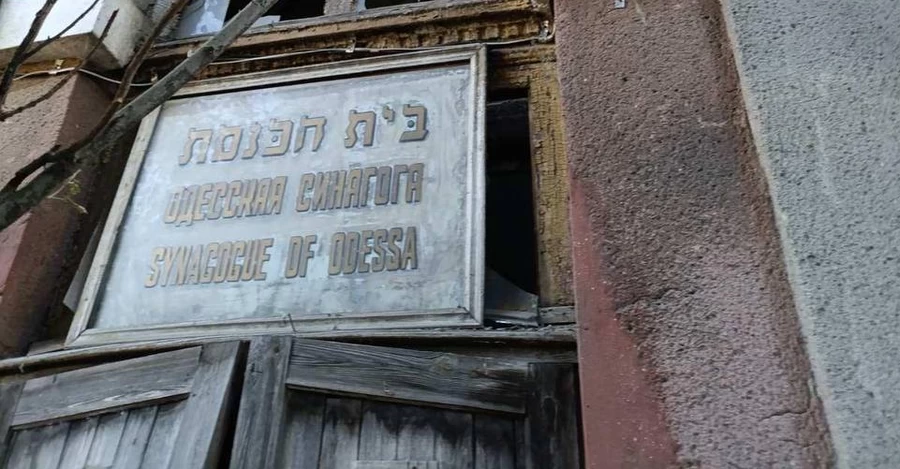 בית הכנסת
ОДЕССКАЯ СИНАГОГА
SYNAGOGUE OF ODESSA